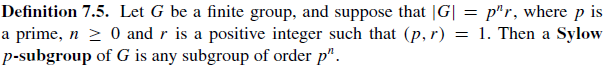 Definition 7.5. Let G be a finite group, and suppose that |G| = pⁿr, where p is
a prime, n ≥ 0 and r is a positive integer such that (p, r) = 1. Then a Sylow
p-subgroup of G is any subgroup of order pⁿ.